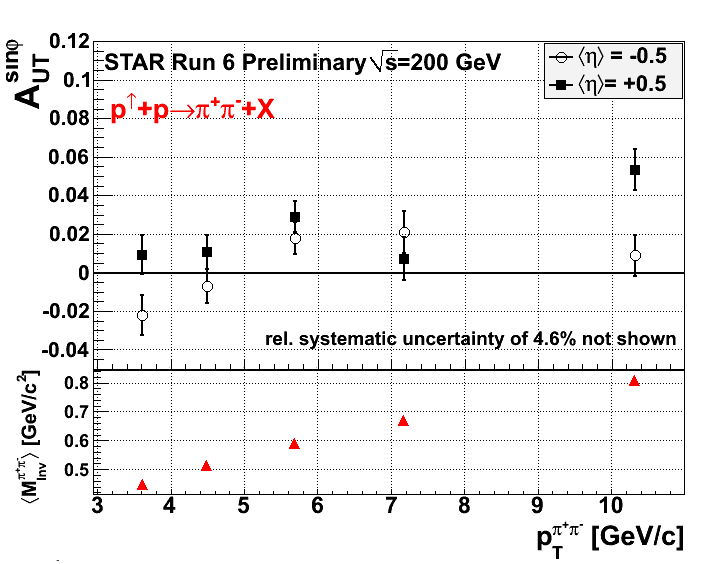 A_UT^sinϕ
0.12
0.1
0.08
0.06
0.04
0.02
0
-0.02
-0.04
STAR Run 6 Preliminary √s=200 GeV
p↑+p→π⁺π⁻+X
⟨η⟩ = -0.5
⟨η⟩= +0.5
rel. systematic uncertainty of 4.6% not shown
⟨M_Inv^π⁺π⁻⟩ [GeV/c²]
0.8
0.7
0.6
0.5
3 4 5 6 7 8 9 10
p_T^π⁺π⁻ [GeV/c]